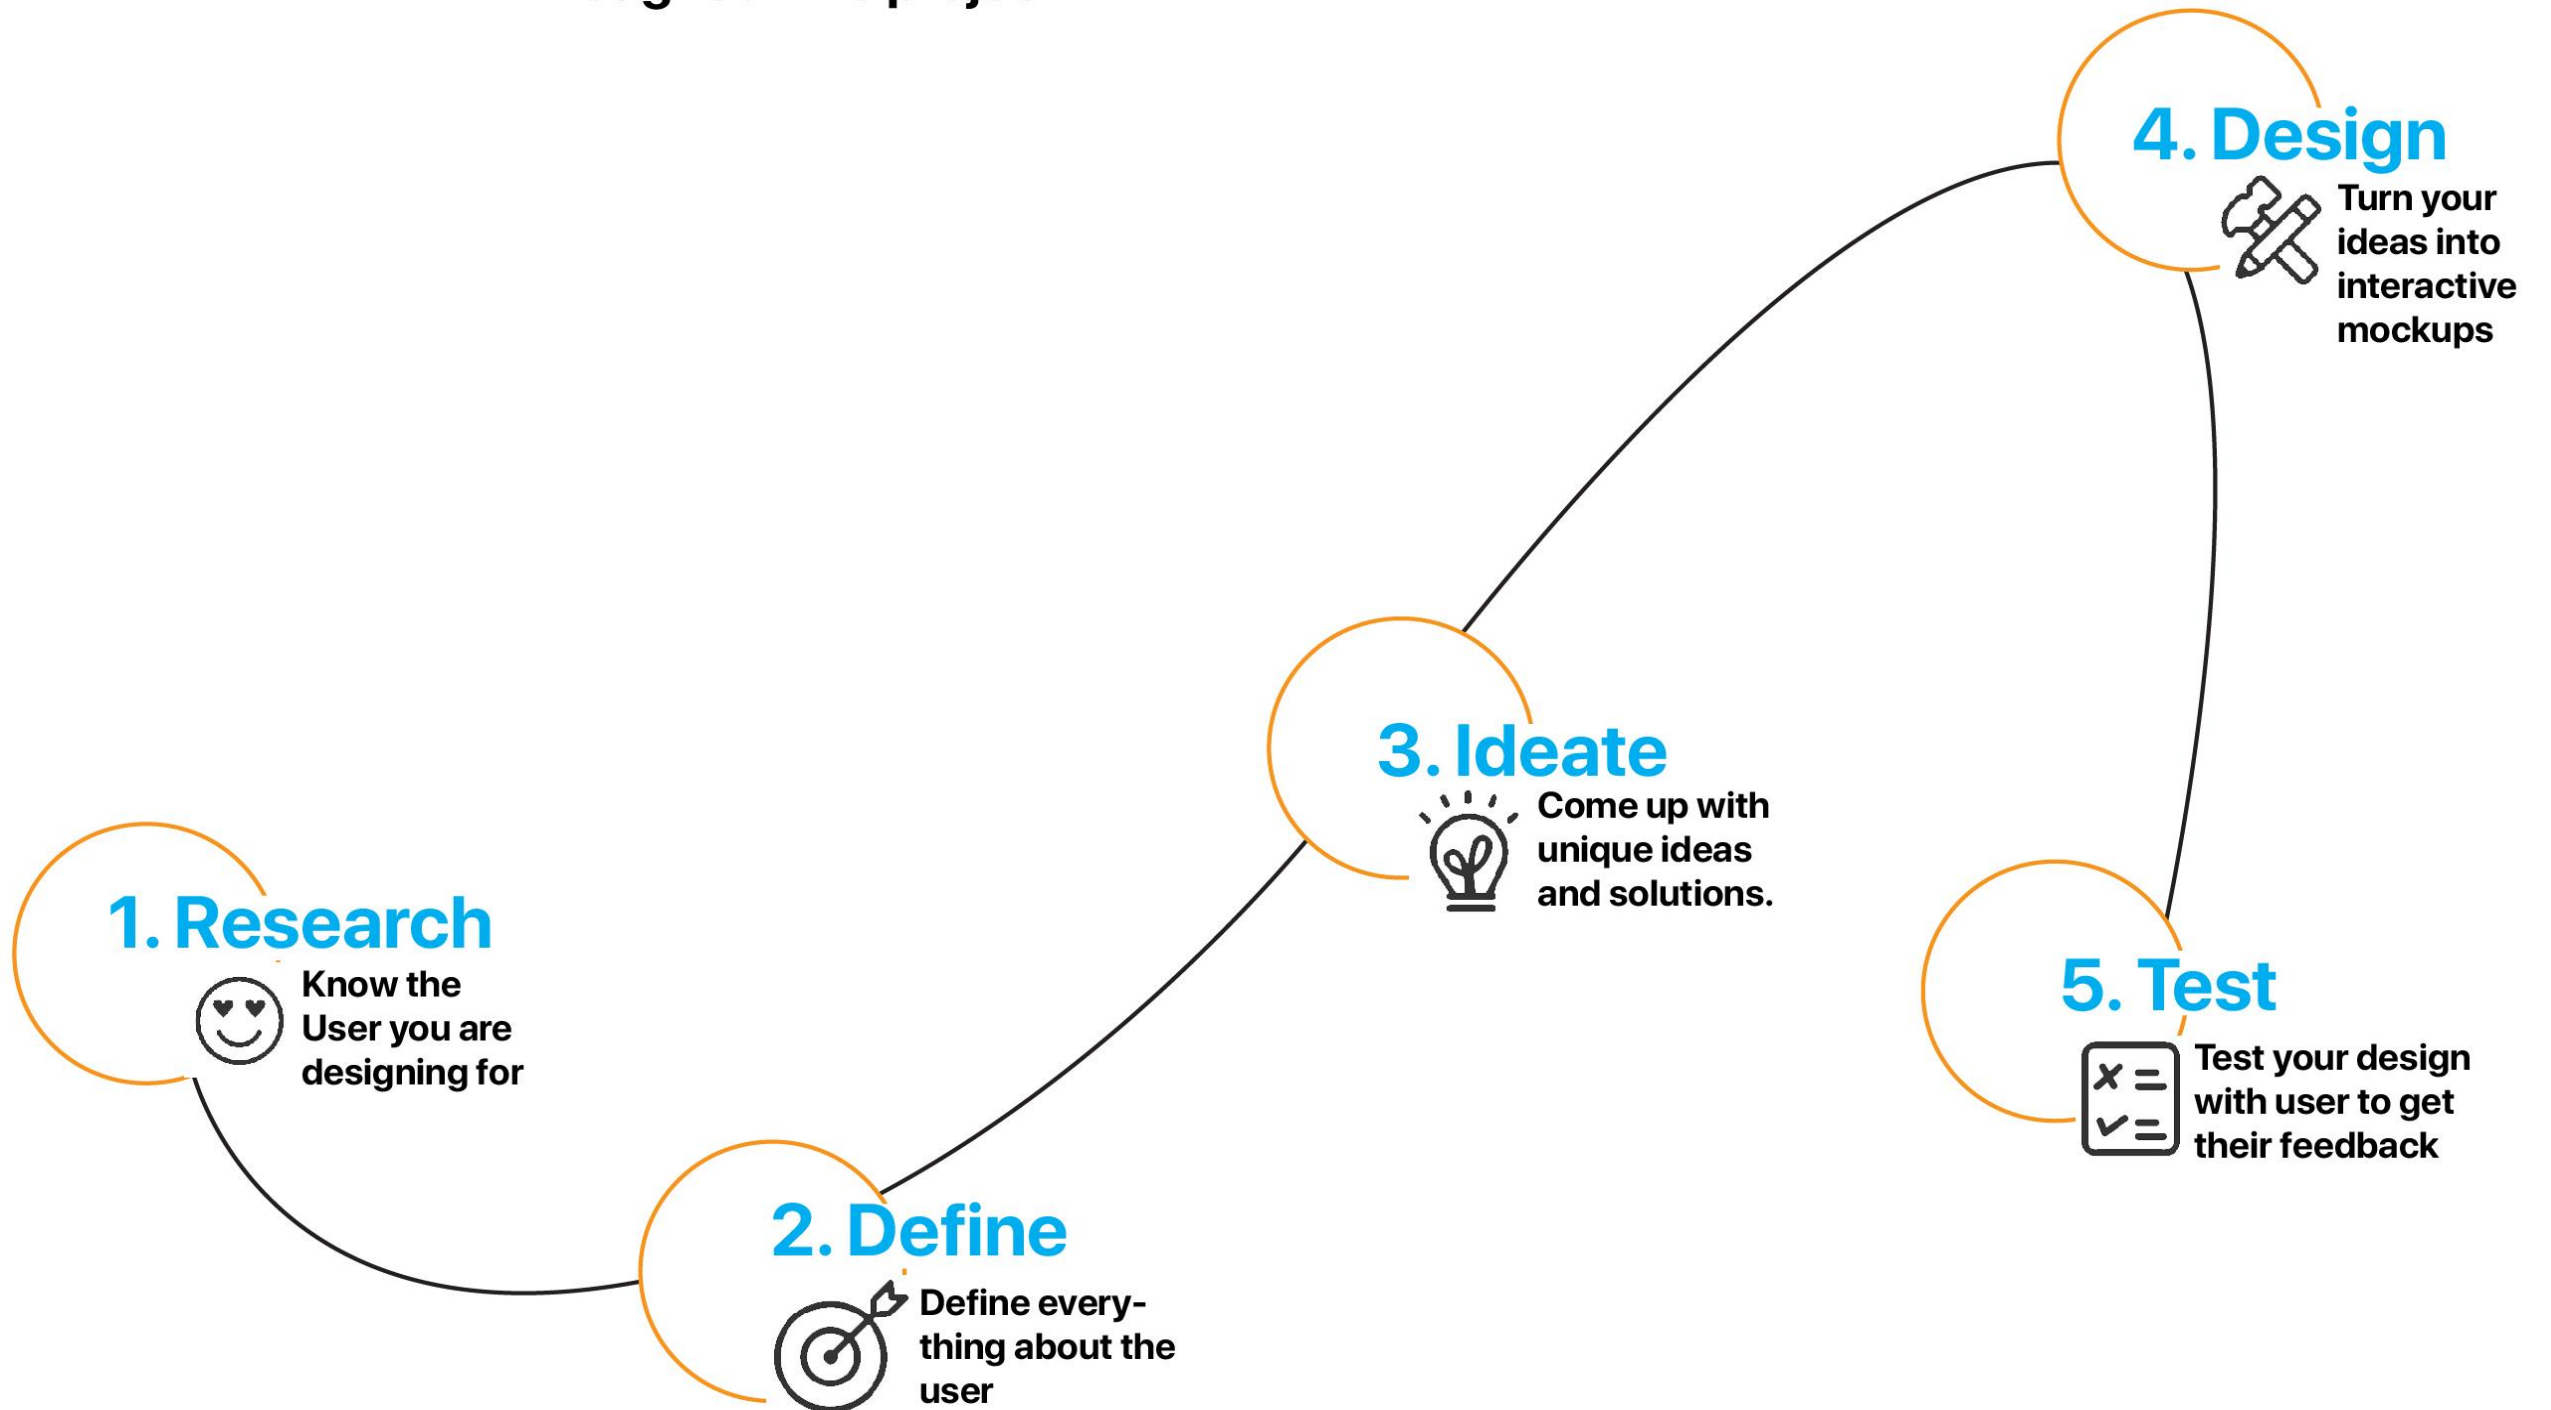 1. Research
Know the
User you are
designing for
2. Define
Define every-
thing about the
user
3. Ideate
Come up with
unique ideas
and solutions.
4. Design
Turn your
ideas into
interactive
mockups
5. Test
Test your design
with user to get
their feedback